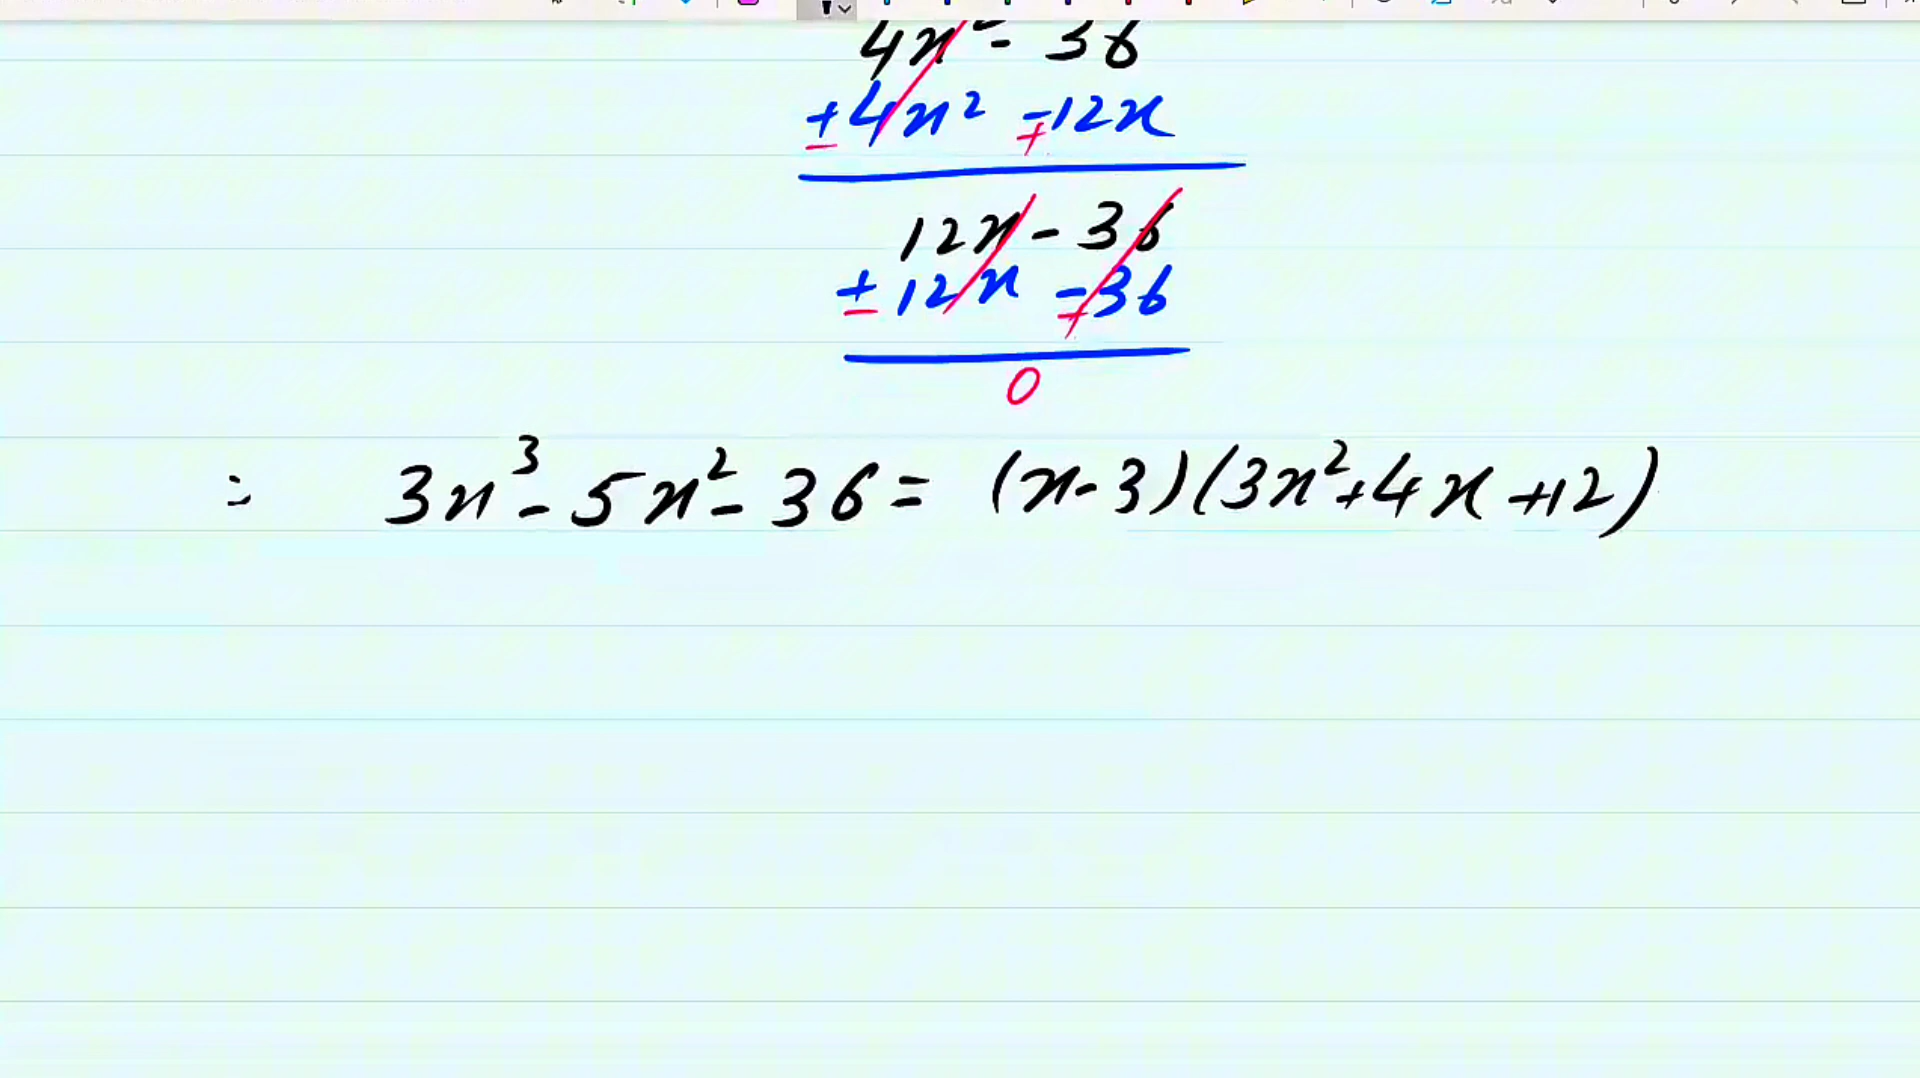 4x² - 36
± 4x² - 12x
12x - 36
± 12x - 36
0
= 3x³ - 5x² - 36 = (x - 3)(3x² + 4x + 12)